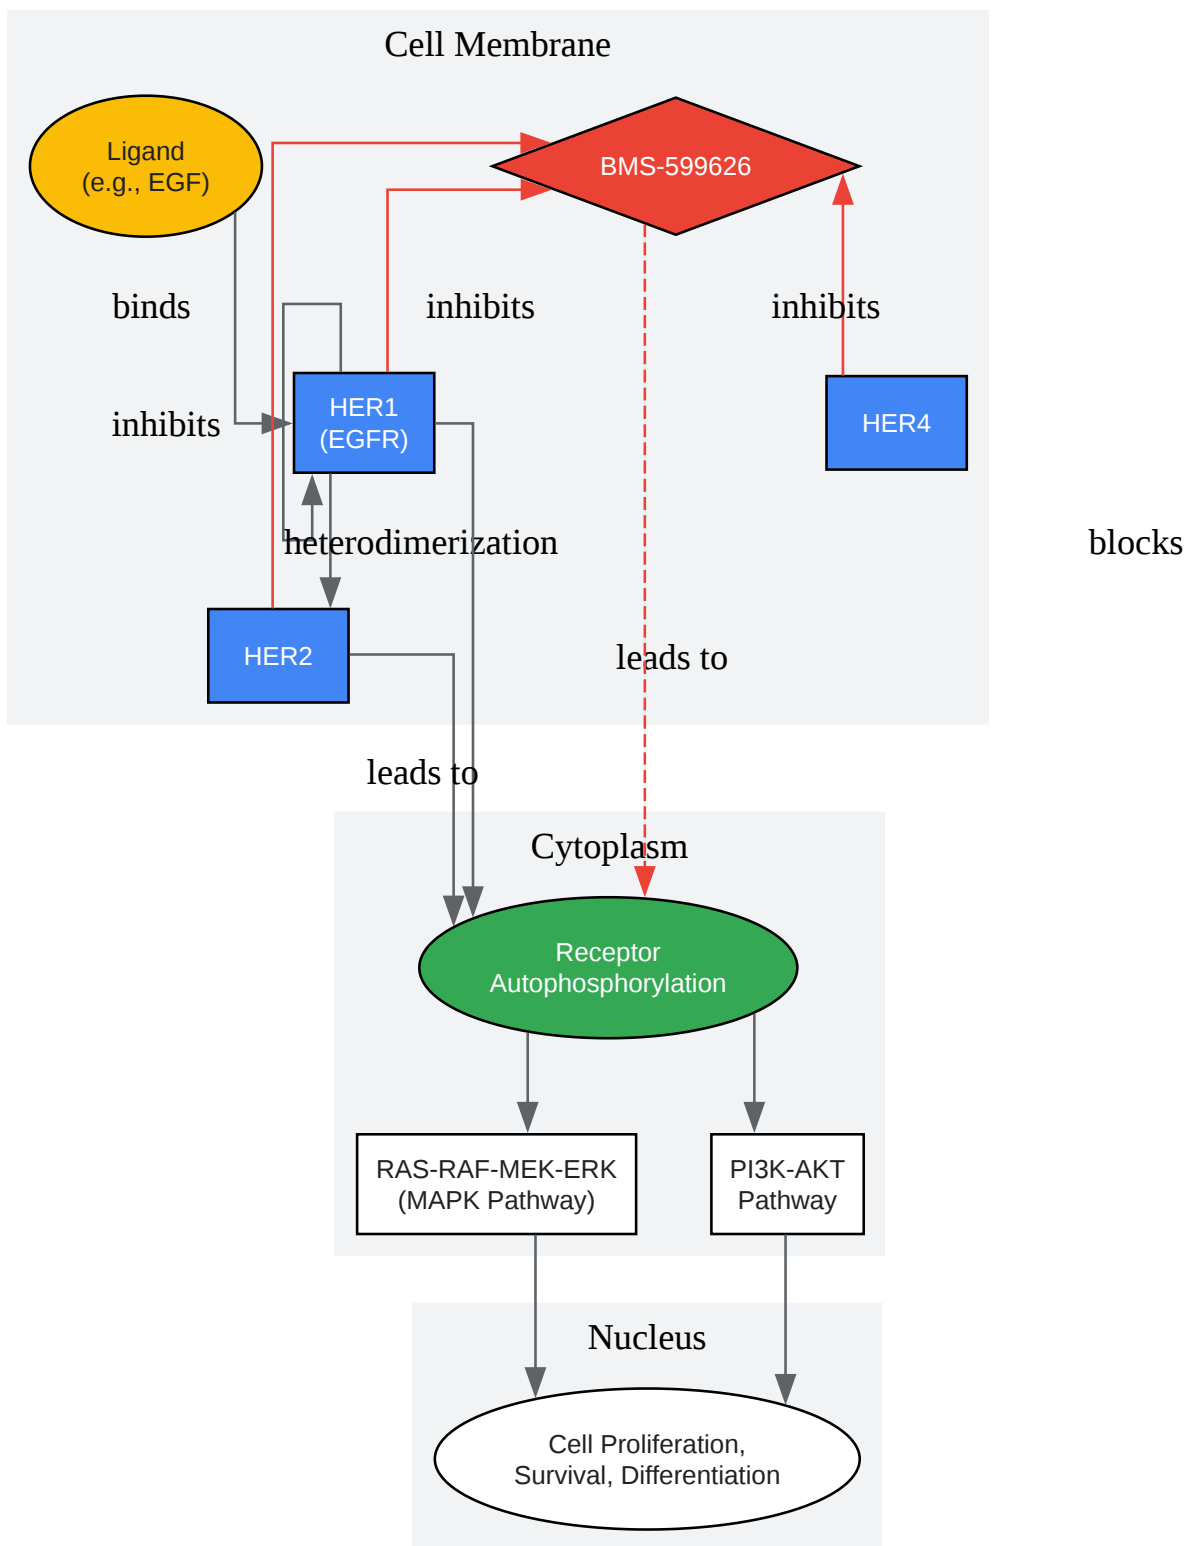 Cell Membrane
Ligand
(e.g., EGF)
BMS-599626
binds
inhibits
inhibits
HER1
(EGFR)
inhibits
HER4
heterodimerization
blocks
HER2
leads to
leads to
Cytoplasm
Receptor
Autophosphorylation
RAS-RAF-MEK-ERK
(MAPK Pathway)
PI3K-AKT
Pathway
Nucleus
Cell Proliferation,
Survival, Differentiation